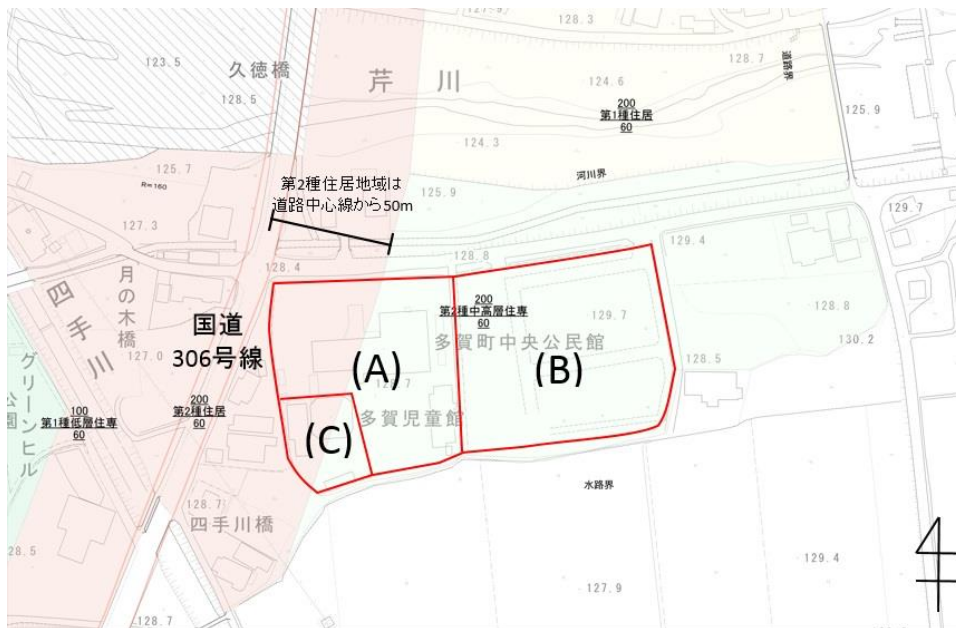 127.9
128.3
123.5
久徳橋
128.5
芹川
124.6
128.7
道路界
125.9
200
第1種住居
60
124.3
125.7
R=160
第2種住居地域は
道路中心線から50m
125.9
河川界
127.3
129.7
128.4
128.8
129.4
四手川
月の木橋
127.0
国道
306号線
200
第2種中高層住専
60
129.7
多賀町中央公民館
128.8
130.2
(A)
(B)
128.5
グリーンヒル
公園
100
第1種低層住専
60
200
第2種住居
60
多賀児童館
(C)
水路界
128.7
四手川橋
28.5
129.4
127.9
128.7